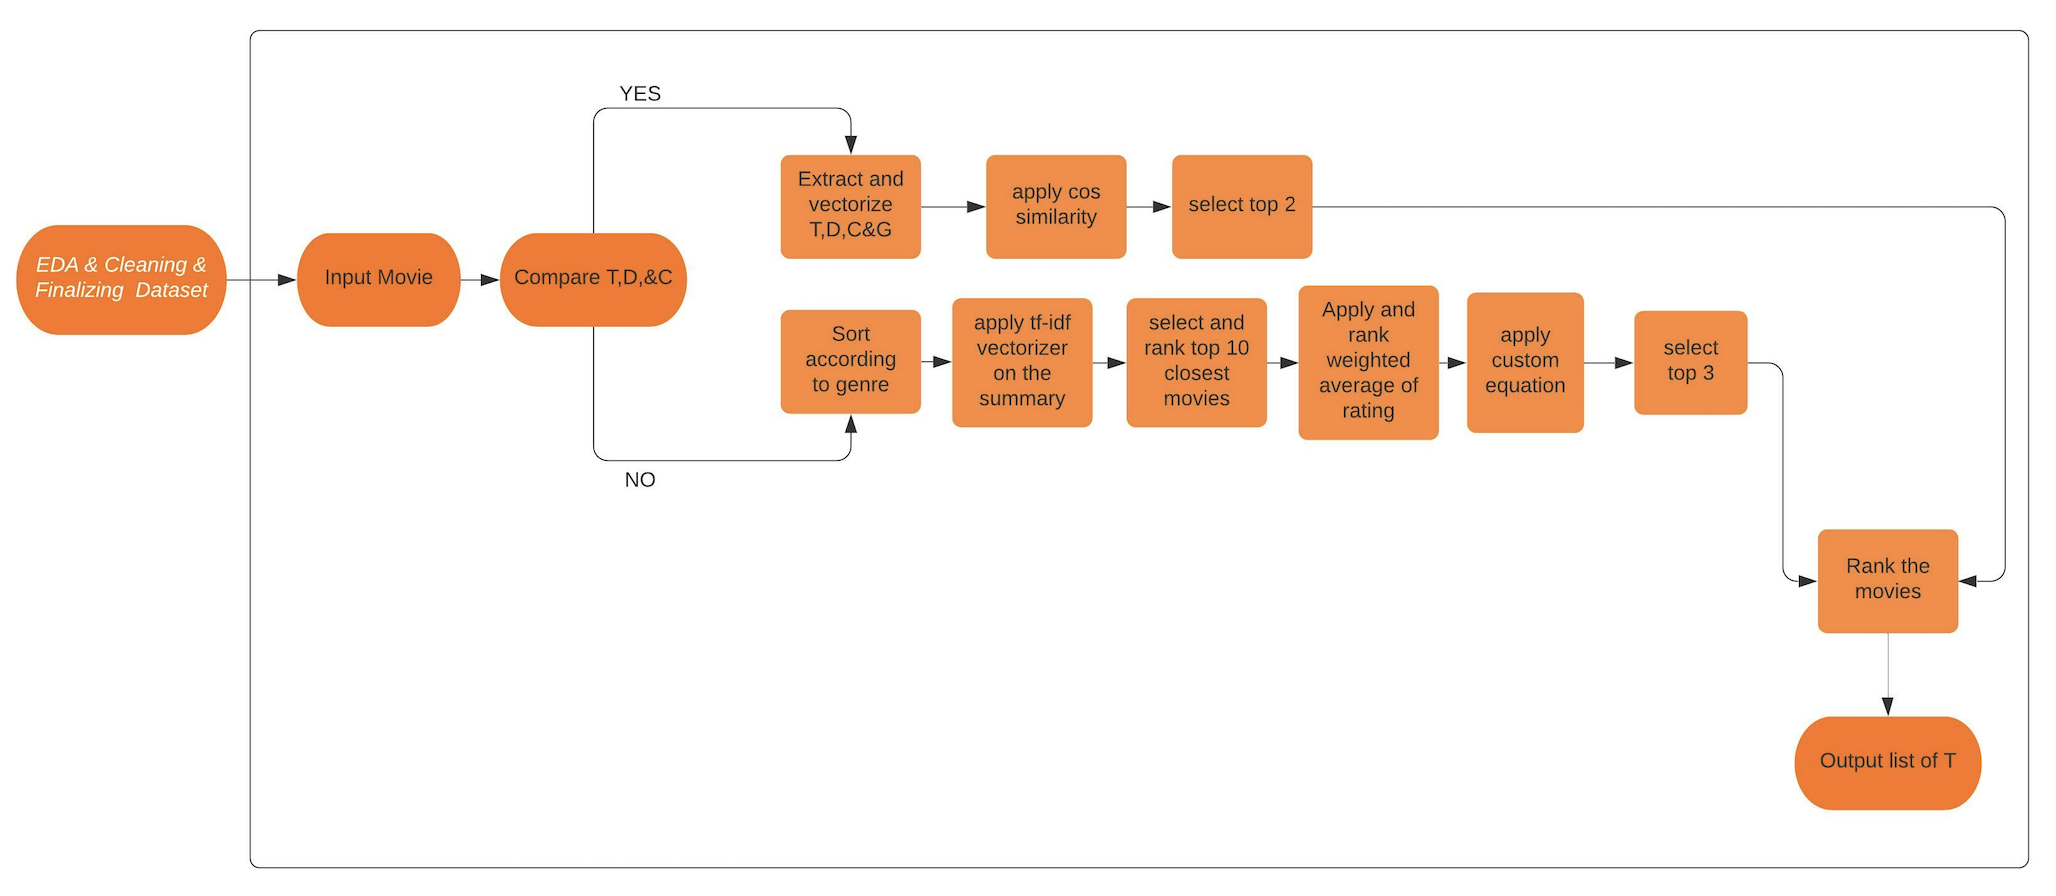 YES
Extract and
vectorize
T,D,C&G
apply cos
similarity
select top 2
EDA & Cleaning &
Finalizing Dataset
Input Movie
Compare T,D,&C
Sort
according
to genre
apply tf-idf
vectorizer
on the
summary
select and
rank top 10
closest
movies
Apply and
rank
weighted
average of
rating
apply
custom
equation
select
top 3
NO
Rank the
movies
Output list of T